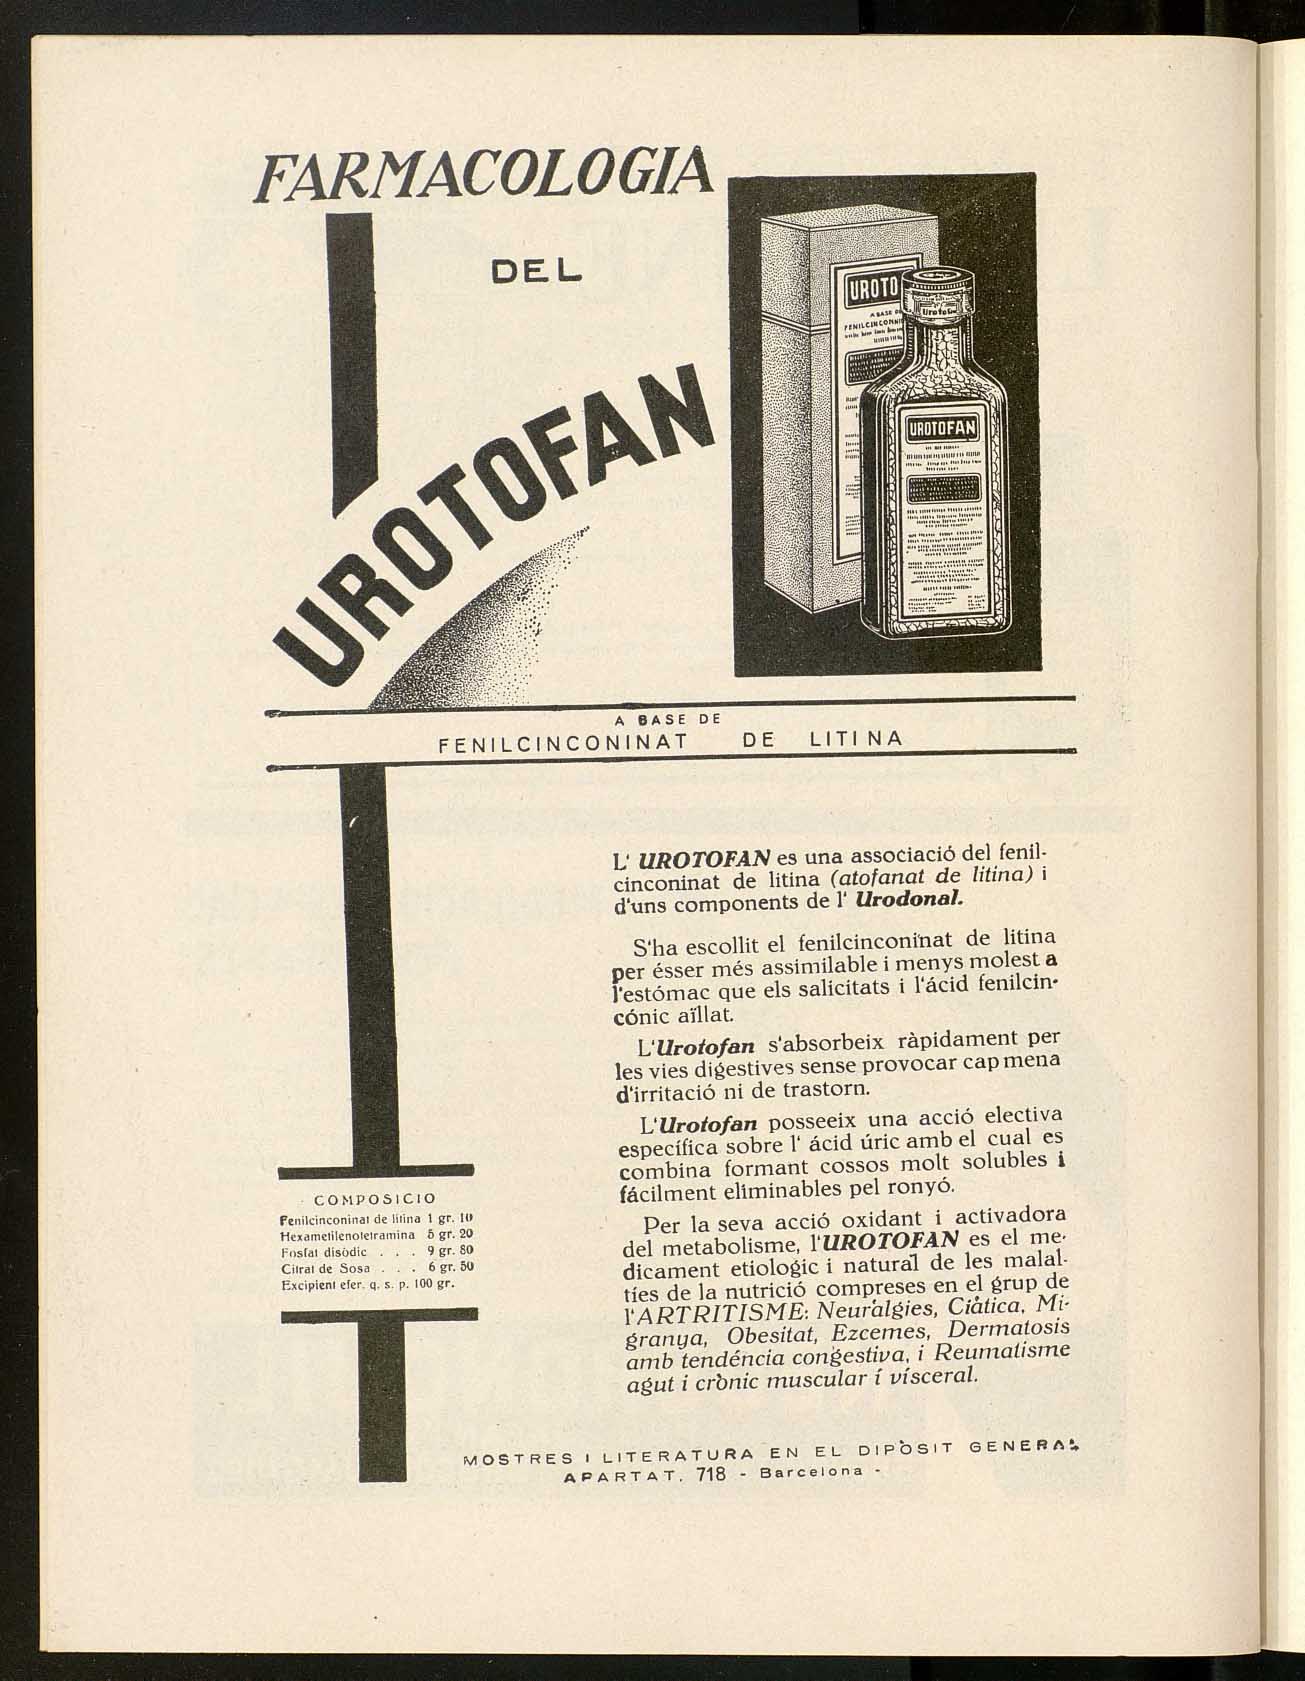 FARMACOLOGIA
DEL
UROTOFAN
UROTO
A BASE
Urotofan
UROTOFAN
A BASE DE
FENILCINCONINAT DE LITINA
L' UROTOFAN es una associació del fenil-
cinconinat de litina (atofanat de litina) i
d'uns components de l' Urodonal.
S'ha escollit el fenilcinconinat de litina
per ésser més assimilable i menys molest a
l'estómac que els salicitats i l'ácid fenilcin-
cónic aïllat.
L'Urotofan s'absorbeix ràpidament per
les vies digestives sense provocar cap mena
d'irritació ni de trastorn.
L'Urotofan posseeix una acció electiva
específica sobre l' ácid úric amb el cual es
combina formant cossos molt solubles i
fácilment eliminables pel ronyó.
Per la seva acció oxidant i activadora
del metabolisme, l'UROTOFAN es el me-
dicament etiologic i natural de les malal-
tíes de la nutrició compreses en el grup de
l'ARTRITISME: Neuràlgies, Ciàtica, Mi-
granya, Obesitat, Ezcemes, Dermatosis
amb tendéncia congestiva, i Reumatisme
agut i crònic muscular í vísceral.
COMPOSICIO
Fenilcinconinat de litina 1 gr. 10
Hexametilenotetramina 5 gr. 20
Fosfat disòdic . . . 9 gr. 80
Citrat de Sosa . . . 6 gr. 50
Excipient efer. q. s. p. 100 gr.
MOSTRES I LITERATURA EN EL DIPÒSIT GENERAL
APARTAT. 718 - Barcelona -